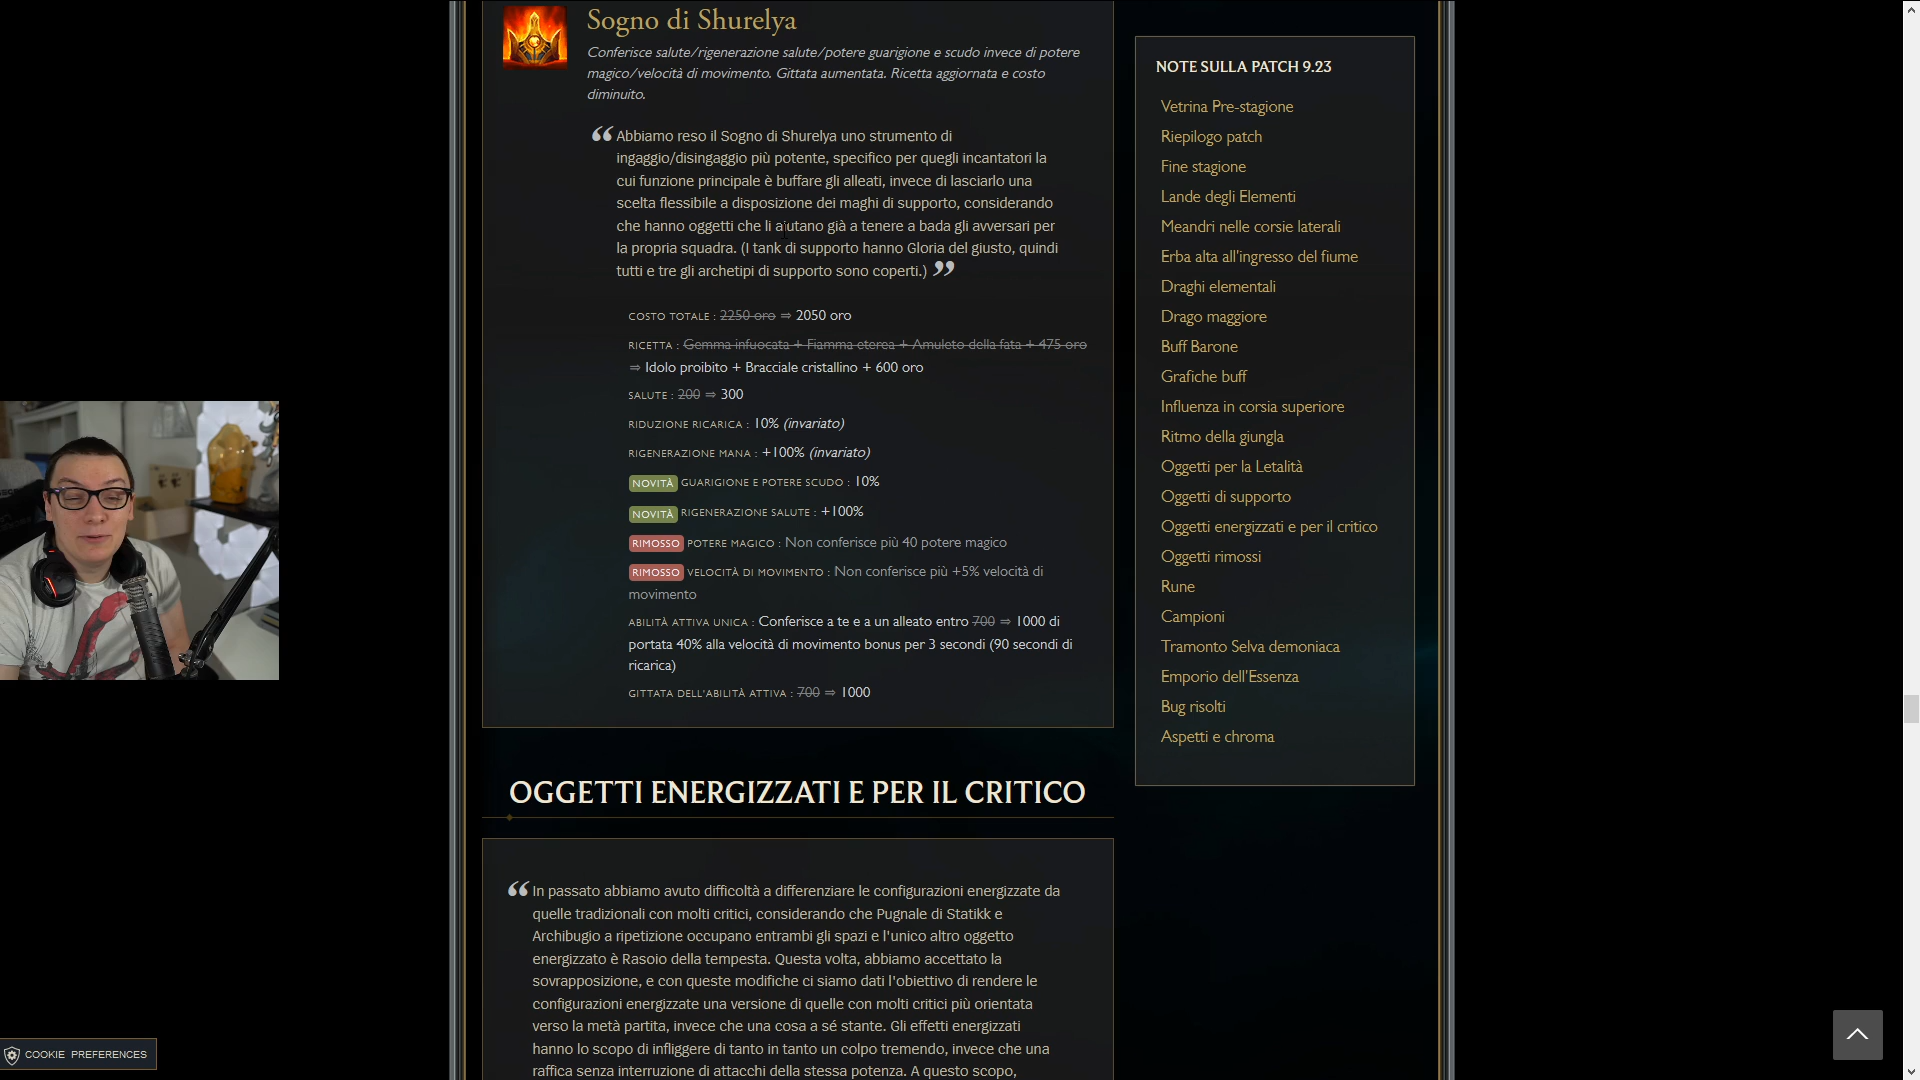 Sogno di Shurelya
Conferisce salute/rigenerazione salute/potere guarigione e scudo invece di potere
magico/velocità di movimento. Gittata aumentata. Ricetta aggiornata e costo
diminuito.
“ Abbiamo reso il Sogno di Shurelya uno strumento di
ingaggio/disingaggio più potente, specifico per quegli incantatori la
cui funzione principale è buffare gli alleati, invece di lasciarlo una
scelta flessibile a disposizione dei maghi di supporto, considerando
che hanno oggetti che li aiutano già a tenere a bada gli avversari per
la propria squadra. (I tank di supporto hanno Gloria del giusto, quindi
tutti e tre gli archetipi di supporto sono coperti.) ”
COSTO TOTALE : 2250 oro ⇒ 2050 oro
RICETTA : Gemma infuocata + Fiamma eterea + Amuleto della fata + 475 oro
⇒ Idolo proibito + Bracciale cristallino + 600 oro
SALUTE : 200 ⇒ 300
RIDUZIONE RICARICA : 10% (invariato)
RIGENERAZIONE MANA : +100% (invariato)
NOVITÀ GUARIGIONE E POTERE SCUDO : 10%
NOVITÀ RIGENERAZIONE SALUTE : +100%
RIMOSSO POTERE MAGICO : Non conferisce più 40 potere magico
RIMOSSO VELOCITÀ DI MOVIMENTO : Non conferisce più +5% velocità di
movimento
ABILITÀ ATTIVA UNICA : Conferisce a te e a un alleato entro 700 ⇒ 1000 di
portata 40% alla velocità di movimento bonus per 3 secondi (90 secondi di
ricarica)
GITTATA DELL'ABILITÀ ATTIVA : 700 ⇒ 1000
OGGETTI ENERGIZZATI E PER IL CRITICO
“ In passato abbiamo avuto difficoltà a differenziare le configurazioni energizzate da
quelle tradizionali con molti critici, considerando che Pugnale di Statikk e
Archibugio a ripetizione occupano entrambi gli spazi e l'unico altro oggetto
energizzato è Rasoio della tempesta. Questa volta, abbiamo accettato la
sovrapposizione, e con queste modifiche ci siamo dati l'obiettivo di rendere le
configurazioni energizzate una versione di quelle con molti critici più orientata
verso la metà partita, invece che una cosa a sé stante. Gli effetti energizzati
hanno lo scopo di infliggere di tanto in tanto un colpo tremendo, invece che una
raffica senza interruzione di attacchi della stessa potenza. A questo scopo,
NOTE SULLA PATCH 9.23
Vetrina Pre-stagione
Riepilogo patch
Fine stagione
Lande degli Elementi
Meandri nelle corsie laterali
Erba alta all'ingresso del fiume
Draghi elementali
Drago maggiore
Buff Barone
Grafiche buff
Influenza in corsia superiore
Ritmo della giungla
Oggetti per la Letalità
Oggetti di supporto
Oggetti energizzati e per il critico
Oggetti rimossi
Rune
Campioni
Tramonto Selva demoniaca
Emporio dell'Essenza
Bug risolti
Aspetti e chroma
COOKIE PREFERENCES